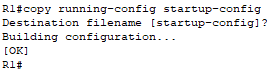 R1#copy running-config startup-config
Destination filename [startup-config]?
Building configuration...
[OK]
R1#